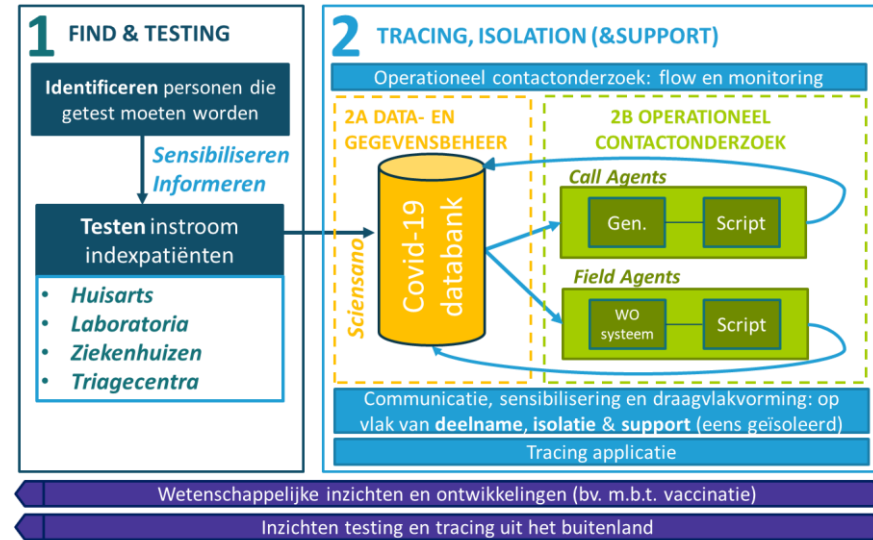 1 FIND & TESTING
Identificeren personen die
getest moeten worden
Sensibiliseren
Informeren
Testen instroom
indexpatiënten
• Huisarts
• Laboratoria
• Ziekenhuizen
• Triagecentra
2 TRACING, ISOLATION (&SUPPORT)
Operationeel contactonderzoek: flow en monitoring
2A DATA- EN
GEGEVENSBEHEER
Sciensano
Covid-19
databank
2B OPERATIONEEL
CONTACTONDERZOEK
Call Agents
Gen.
Script
Field Agents
WO
systeem
Script
Communicatie, sensibilisering en draagvlakvorming: op
vlak van deelname, isolatie & support (eens geïsoleerd)
Tracing applicatie
Wetenschappelijke inzichten en ontwikkelingen (bv. m.b.t. vaccinatie)
Inzichten testing en tracing uit het buitenland